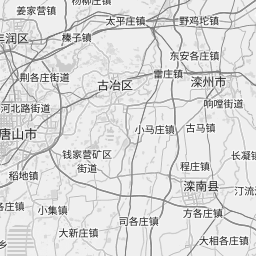 杨柳庄镇
姜家营镇
太平庄镇
野鸡坨镇
丰润区
榛子镇
东安各庄镇
荆各庄街道
雷庄镇
古冶区
滦州市
河北路街道
响嘡街道
唐山市
小马庄镇
古马镇
钱家营矿区
街道
长凝镇
程庄镇
稻地镇
滦南县
汀流
小集镇
司各庄镇
方各庄镇
大新庄镇
大相各庄镇
乡